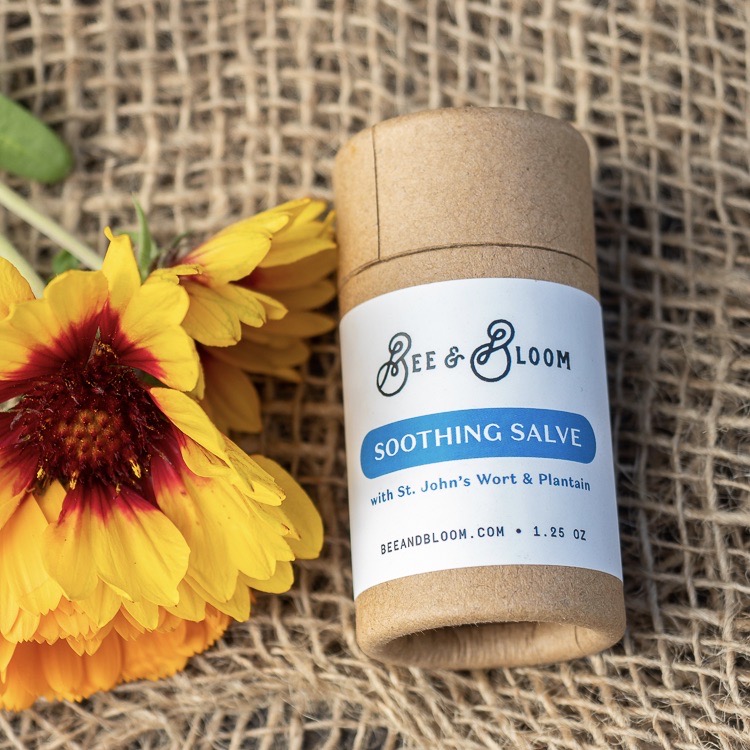 BEE & BLOOM
SOOTHING SALVE
with St. John's Wort & Plantain
BEEANDBLOOM.COM • 1.25 OZ